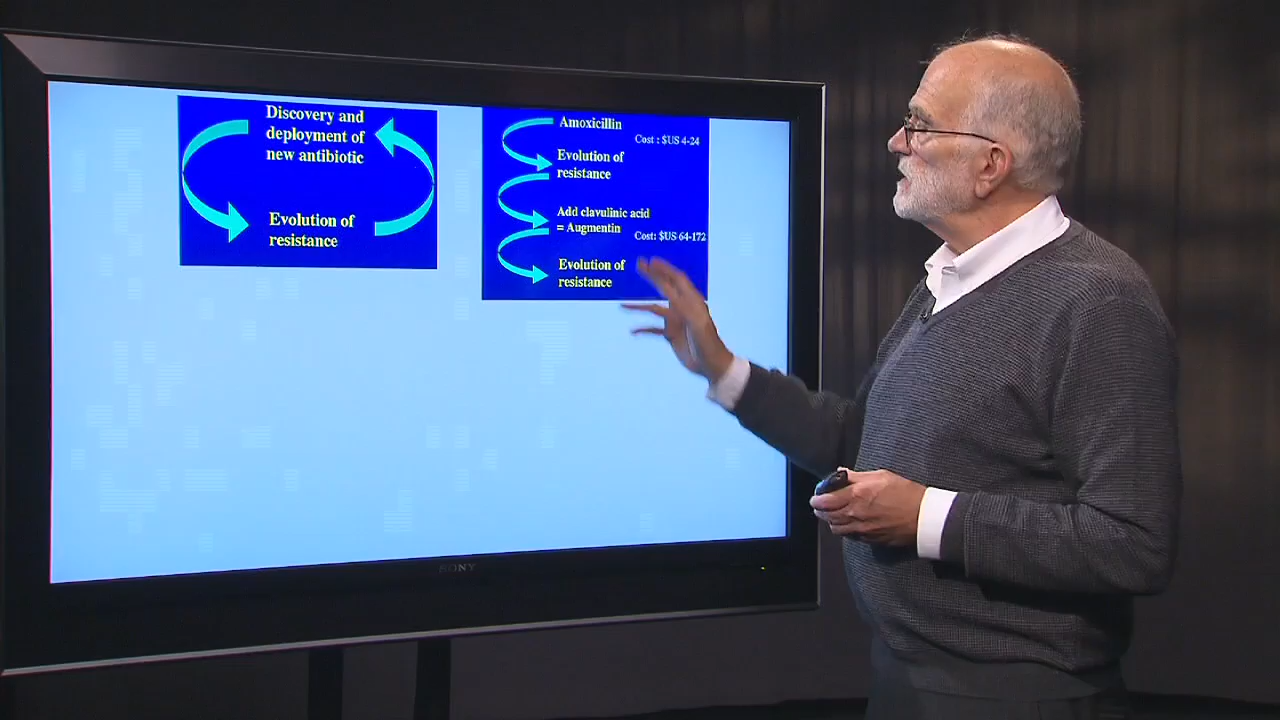 Discovery and
deployment of
new antibiotic
Evolution of
resistance
Amoxicillin
Cost : $US 4-24
Evolution of
resistance
Add clavulinic acid
= Augmentin
Cost: $US 64-172
Evolution of
resistance
SONY